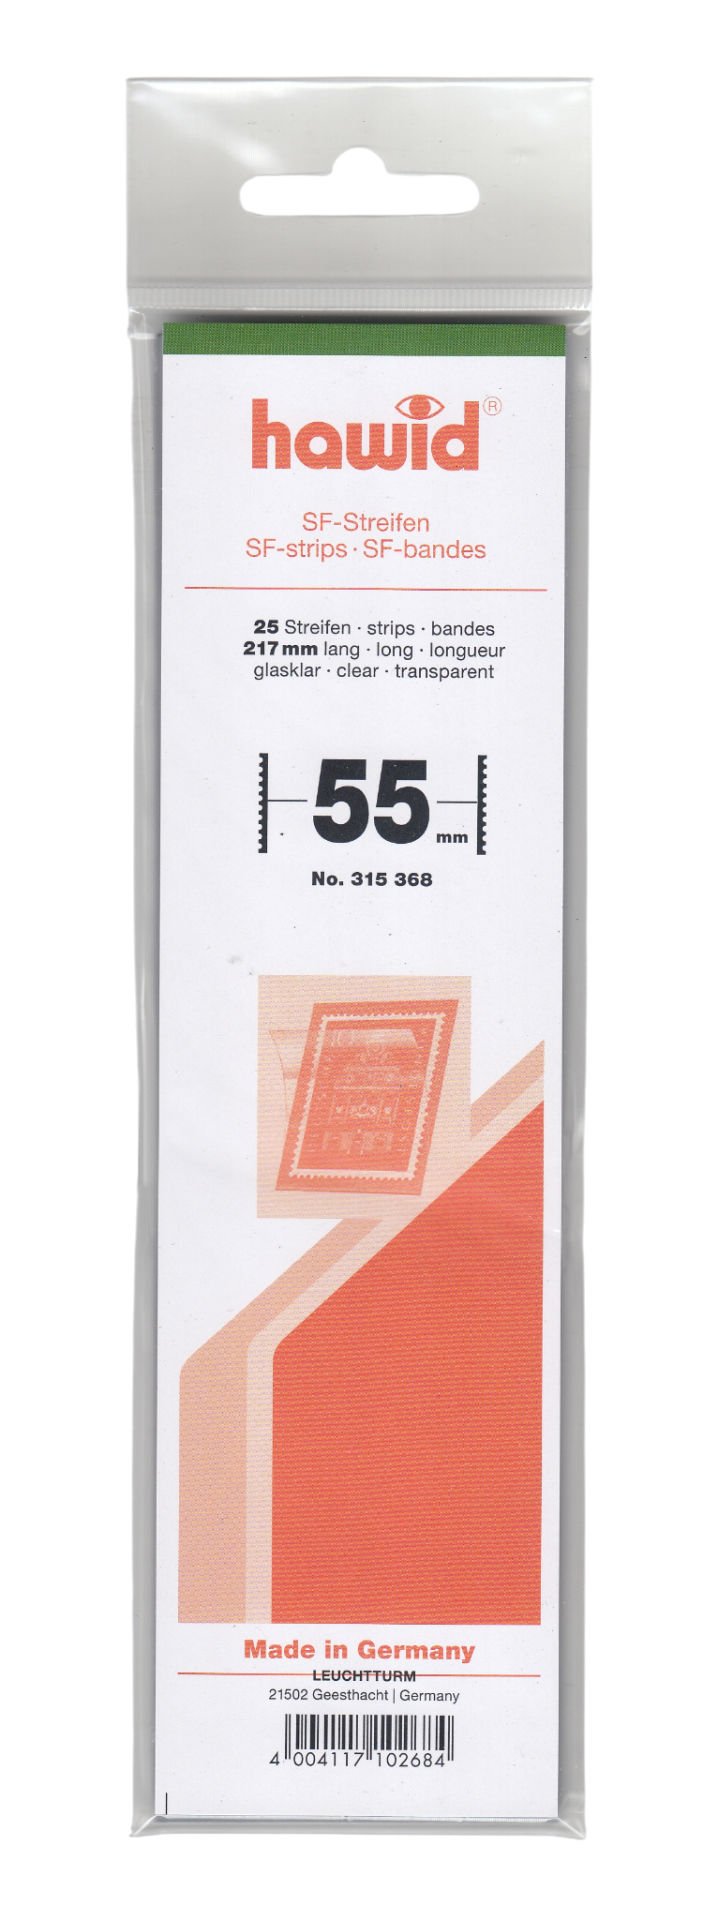 hawid®
SF-Streifen
SF-strips · SF-bandes
25 Streifen · strips · bandes
217 mm lang · long · longueur
glasklar · clear · transparent
55 mm
No. 315 368
Made in Germany
LEUCHTTURM
21502 Geesthacht | Germany
4 004117 102684